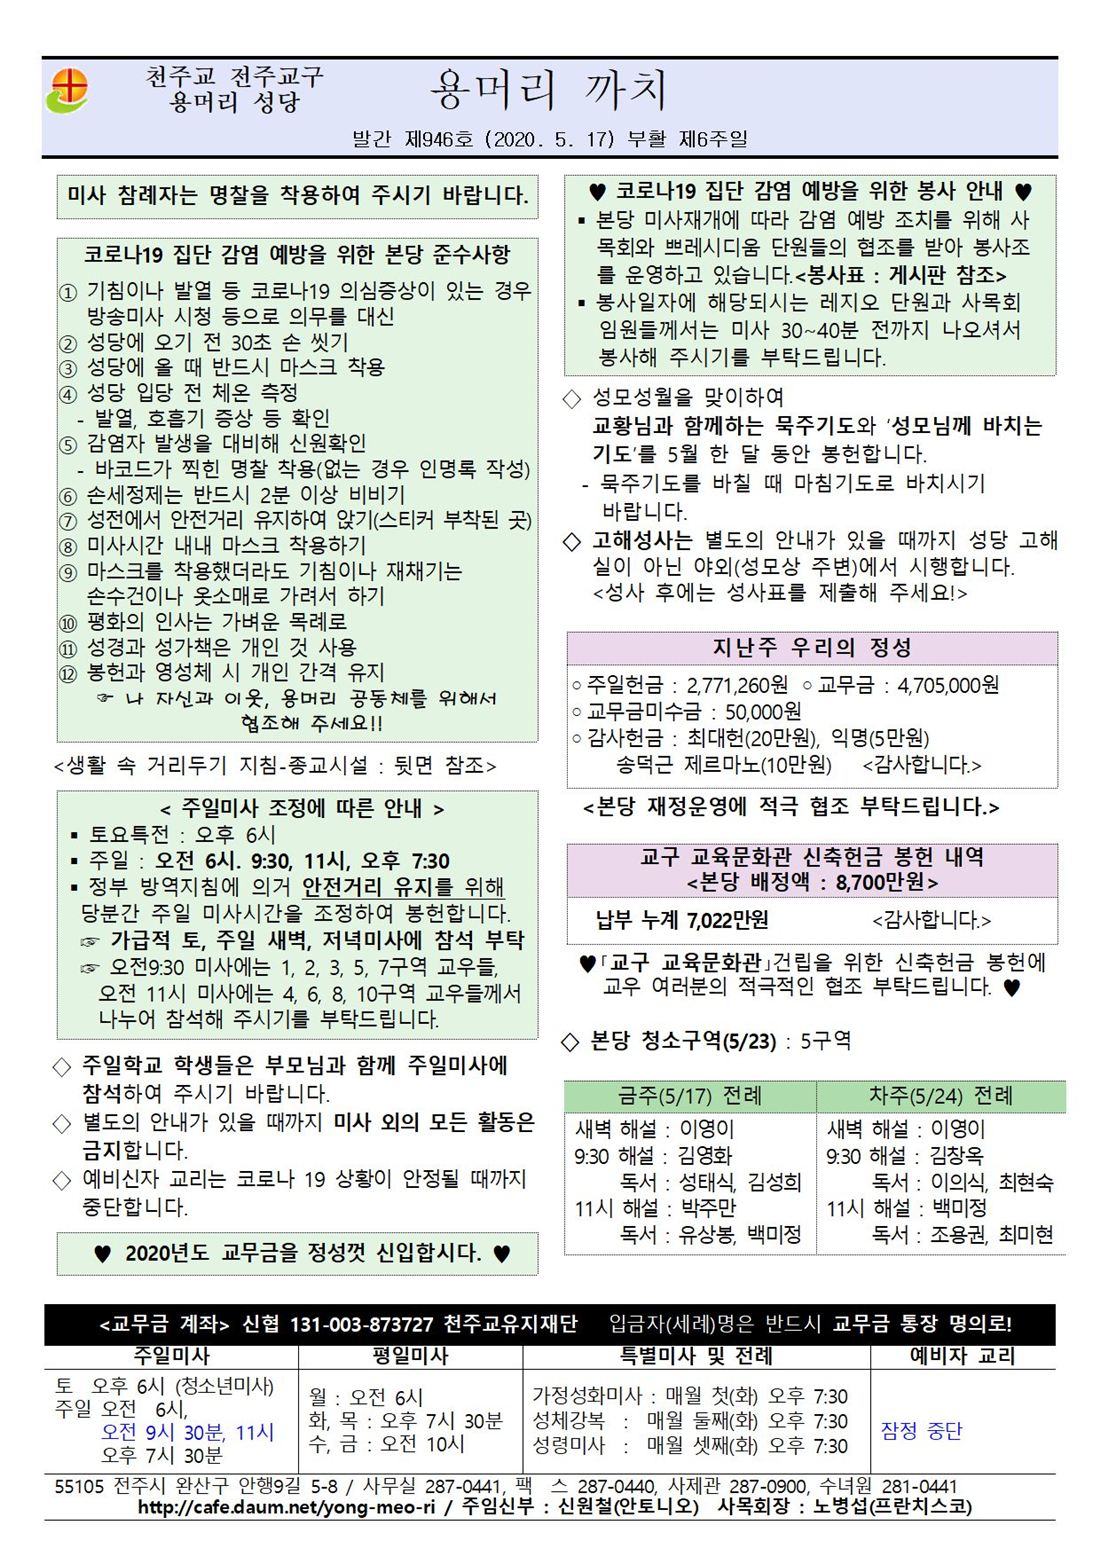 천주교 전주교구
용머리 성당
용머리 까치
발간 제946호 (2020. 5. 17) 부활 제6주일
미사 참례자는 명찰을 착용하여 주시기 바랍니다.
코로나19 집단 감염 예방을 위한 본당 준수사항
① 기침이나 발열 등 코로나19 의심증상이 있는 경우
방송미사 시청 등으로 의무를 대신
② 성당에 오기 전 30초 손 씻기
③ 성당에 올 때 반드시 마스크 착용
④ 성당 입당 전 체온 측정
- 발열, 호흡기 증상 등 확인
⑤ 감염자 발생을 대비해 신원확인
- 바코드가 찍힌 명찰 착용(없는 경우 인명록 작성)
⑥ 손세정제는 반드시 2분 이상 비비기
⑦ 성전에서 안전거리 유지하여 앉기(스티커 부착된 곳)
⑧ 미사시간 내내 마스크 착용하기
⑨ 마스크를 착용했더라도 기침이나 재채기는
손수건이나 옷소매로 가려서 하기
⑩ 평화의 인사는 가벼운 목례로
⑪ 성경과 성가책은 개인 것 사용
⑫ 봉헌과 영성체 시 개인 간격 유지
☞ 나 자신과 이웃, 용머리 공동체를 위해서
협조해 주세요!!
<생활 속 거리두기 지침-종교시설 : 뒷면 참조>
< 주일미사 조정에 따른 안내 >
▪ 토요특전 : 오후 6시
▪ 주일 : 오전 6시. 9:30, 11시, 오후 7:30
▪ 정부 방역지침에 의거 안전거리 유지를 위해
당분간 주일 미사시간을 조정하여 봉헌합니다.
☞ 가급적 토, 주일 새벽, 저녁미사에 참석 부탁
☞ 오전9:30 미사에는 1, 2, 3, 5, 7구역 교우들,
오전 11시 미사에는 4, 6, 8, 10구역 교우들께서
나누어 참석해 주시기를 부탁드립니다.
◇ 주일학교 학생들은 부모님과 함께 주일미사에
참석하여 주시기 바랍니다.
◇ 별도의 안내가 있을 때까지 미사 외의 모든 활동은
금지합니다.
◇ 예비신자 교리는 코로나 19 상황이 안정될 때까지
중단합니다.
♥ 2020년도 교무금을 정성껏 신입합시다. ♥
♥ 코로나19 집단 감염 예방을 위한 봉사 안내 ♥
▪ 본당 미사재개에 따라 감염 예방 조치를 위해 사
목회와 쁘레시디움 단원들의 협조를 받아 봉사조
를 운영하고 있습니다.<봉사표 : 게시판 참조>
▪ 봉사일자에 해당되시는 레지오 단원과 사목회
임원들께서는 미사 30~40분 전까지 나오셔서
봉사해 주시기를 부탁드립니다.
◇ 성모성월을 맞이하여
교황님과 함께하는 묵주기도와 ‘성모님께 바치는
기도’를 5월 한 달 동안 봉헌합니다.
- 묵주기도를 바칠 때 마침기도로 바치시기
바랍니다.
◇ 고해성사는 별도의 안내가 있을 때까지 성당 고해
실이 아닌 야외(성모상 주변)에서 시행합니다.
<성사 후에는 성사표를 제출해 주세요!>
지난주 우리의 정성
○ 주일헌금 : 2,771,260원 ○ 교무금 : 4,705,000원
○ 교무금미수금 : 50,000원
○ 감사헌금 : 최대헌(20만원), 익명(5만원)
송덕근 제르마노(10만원) <감사합니다.>
<본당 재정운영에 적극 협조 부탁드립니다.>
교구 교육문화관 신축헌금 봉헌 내역
<본당 배정액 : 8,700만원>
납부 누계 7,022만원 <감사합니다.>
♥「교구 교육문화관」건립을 위한 신축헌금 봉헌에
교우 여러분의 적극적인 협조 부탁드립니다. ♥
◇ 본당 청소구역(5/23) : 5구역
금주(5/17) 전례
새벽 해설 : 이영이
9:30 해설 : 김영화
독서 : 성태식, 김성희
11시 해설 : 박주만
독서 : 유상봉, 백미정
차주(5/24) 전례
새벽 해설 : 이영이
9:30 해설 : 김창옥
독서 : 이의식, 최현숙
11시 해설 : 백미정
독서 : 조용권, 최미현
<교무금 계좌> 신협 131-003-873727 천주교유지재단 입금자(세례)명은 반드시 교무금 통장 명의로!
주일미사
토 오후 6시 (청소년미사)
주일 오전 6시,
오전 9시 30분, 11시
오후 7시 30분
평일미사
월 : 오전 6시
화, 목 : 오후 7시 30분
수, 금 : 오전 10시
특별미사 및 전례
가정성화미사 : 매월 첫(화) 오후 7:30
성체강복 : 매월 둘째(화) 오후 7:30
성령미사 : 매월 셋째(화) 오후 7:30
예비자 교리
잠정 중단
55105 전주시 완산구 안행9길 5-8 / 사무실 287-0441, 팩 스 287-0440, 사제관 287-0900, 수녀원 281-0441
http://cafe.daum.net/yong-meo-ri / 주임신부 : 신원철(안토니오) 사목회장 : 노병섭(프란치스코)